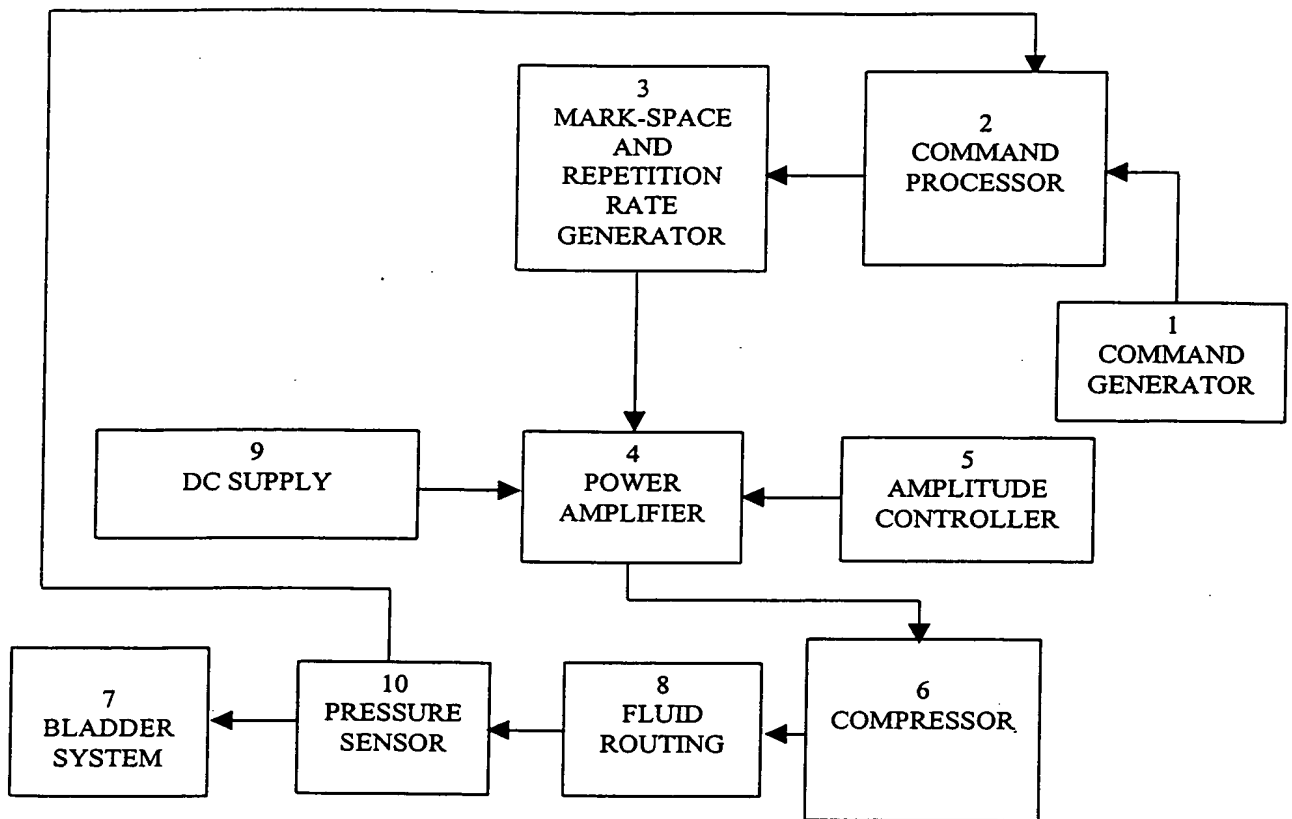 3
MARK-SPACE
AND
REPETITION
RATE
GENERATOR
2
COMMAND
PROCESSOR
1
COMMAND
GENERATOR
9
DC SUPPLY
4
POWER
AMPLIFIER
5
AMPLITUDE
CONTROLLER
7
BLADDER
SYSTEM
10
PRESSURE
SENSOR
8
FLUID
ROUTING
6
COMPRESSOR